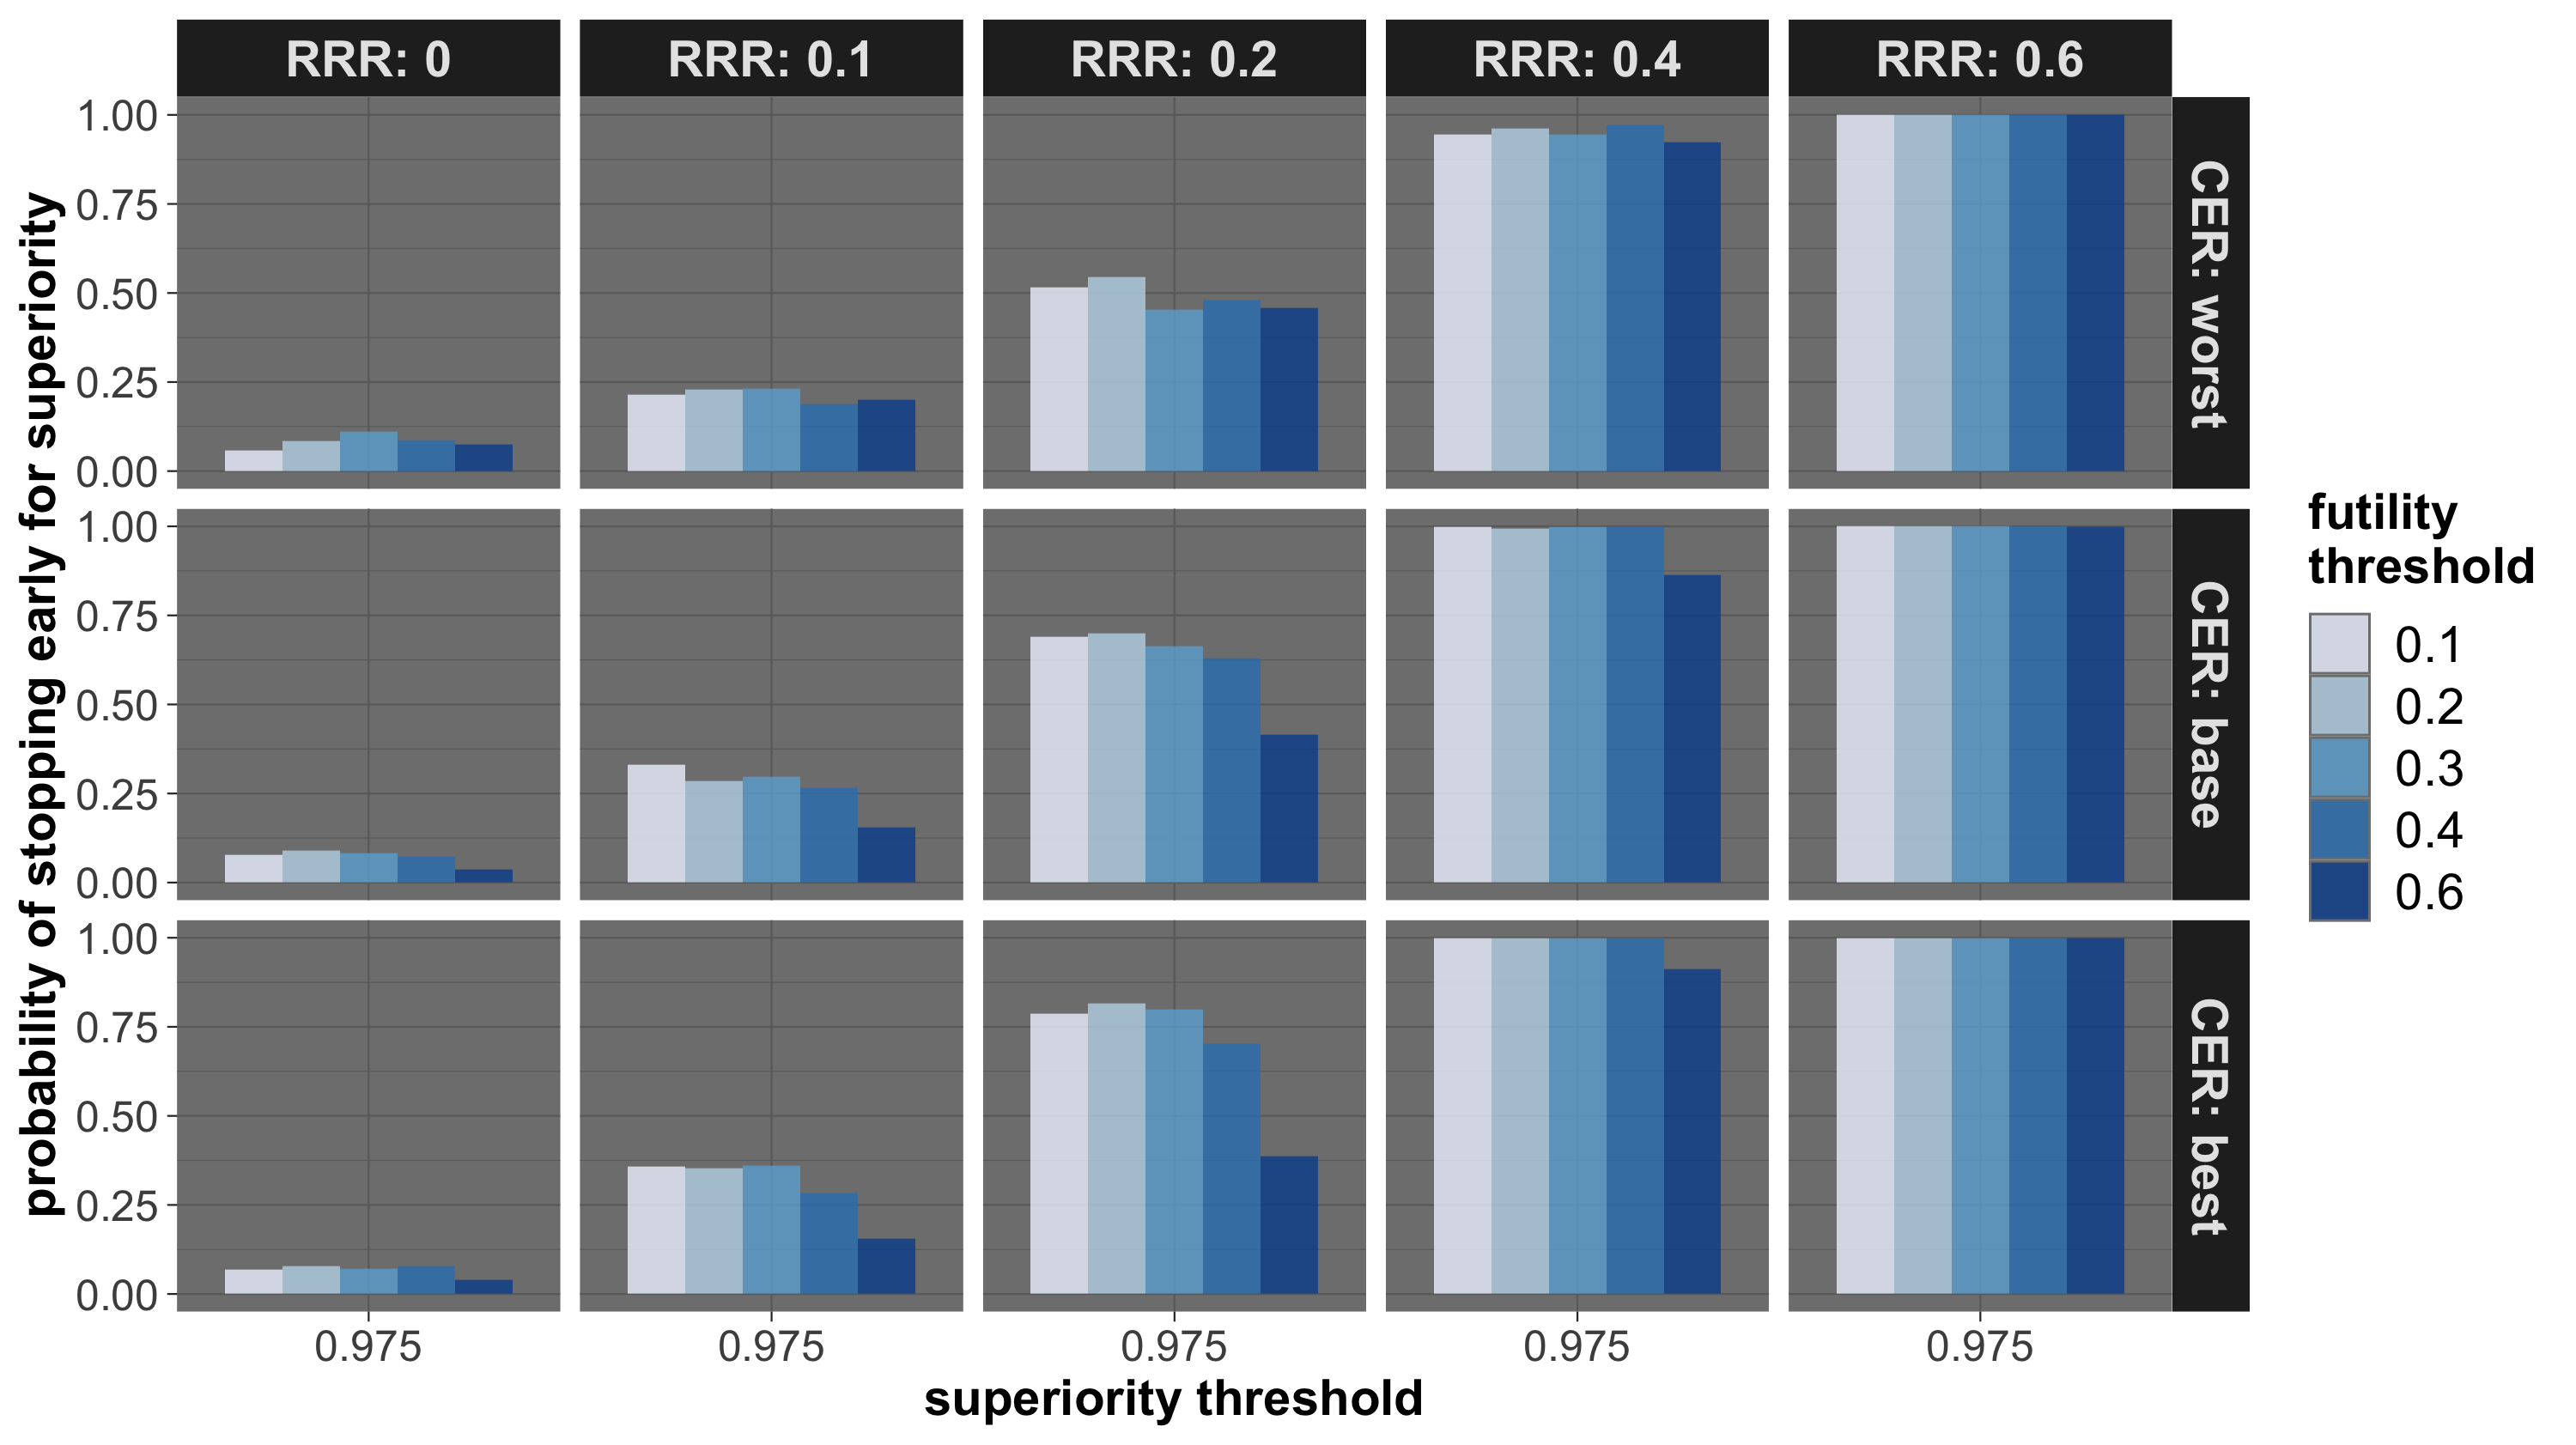 RRR: 0
RRR: 0.1
RRR: 0.2
RRR: 0.4
RRR: 0.6
probability of stopping early for superiority
1.00
0.75
0.50
0.25
0.00
CER: worst
1.00
0.75
0.50
0.25
0.00
CER: base
1.00
0.75
0.50
0.25
0.00
CER: best
0.975
0.975
0.975
0.975
0.975
superiority threshold
futility
threshold
0.1
0.2
0.3
0.4
0.6